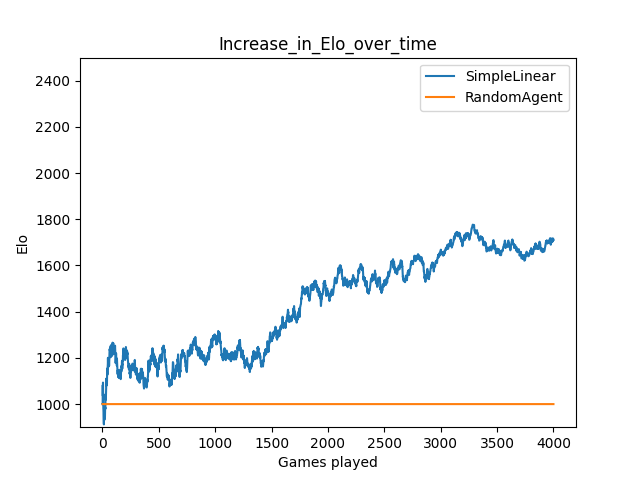 Increase_in_Elo_over_time
SimpleLinear
RandomAgent
2400
2200
2000
1800
1600
1400
1200
1000
Elo
0 500 1000 1500 2000 2500 3000 3500 4000
Games played